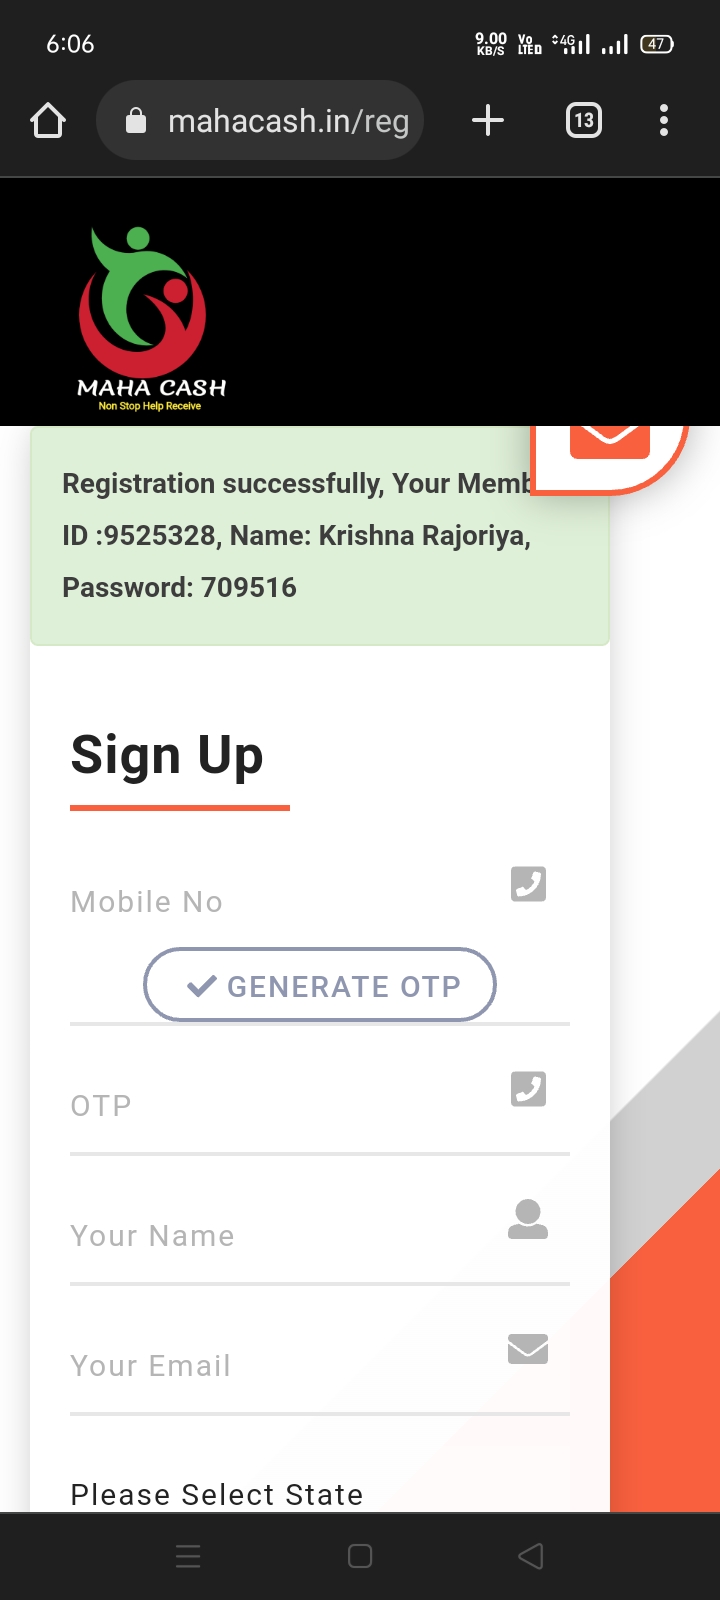 6:06
9.00 KB/S
Vo LTED
4G
47
mahacash.in/reg
13
MAHA CASH
Non Stop Help Receive
Registration successfully, Your Memb
ID :9525328, Name: Krishna Rajoriya,
Password: 709516
Sign Up
Mobile No
GENERATE OTP
OTP
Your Name
Your Email
Please Select State